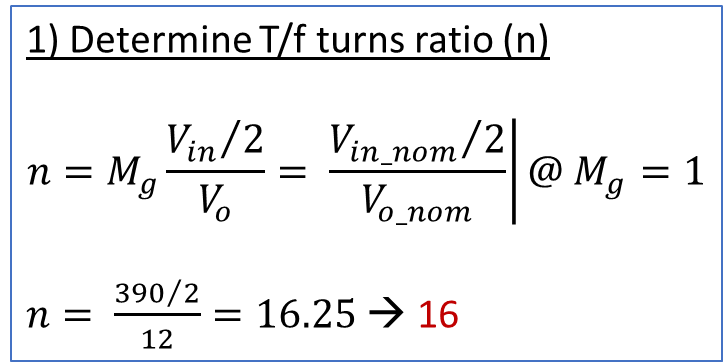 1) Determine T/f turns ratio (n)
n = M_g (V_in/2)/V_o = (V_in_nom/2)/V_o_nom | @ M_g = 1
n = (390/2)/12 = 16.25 → 16